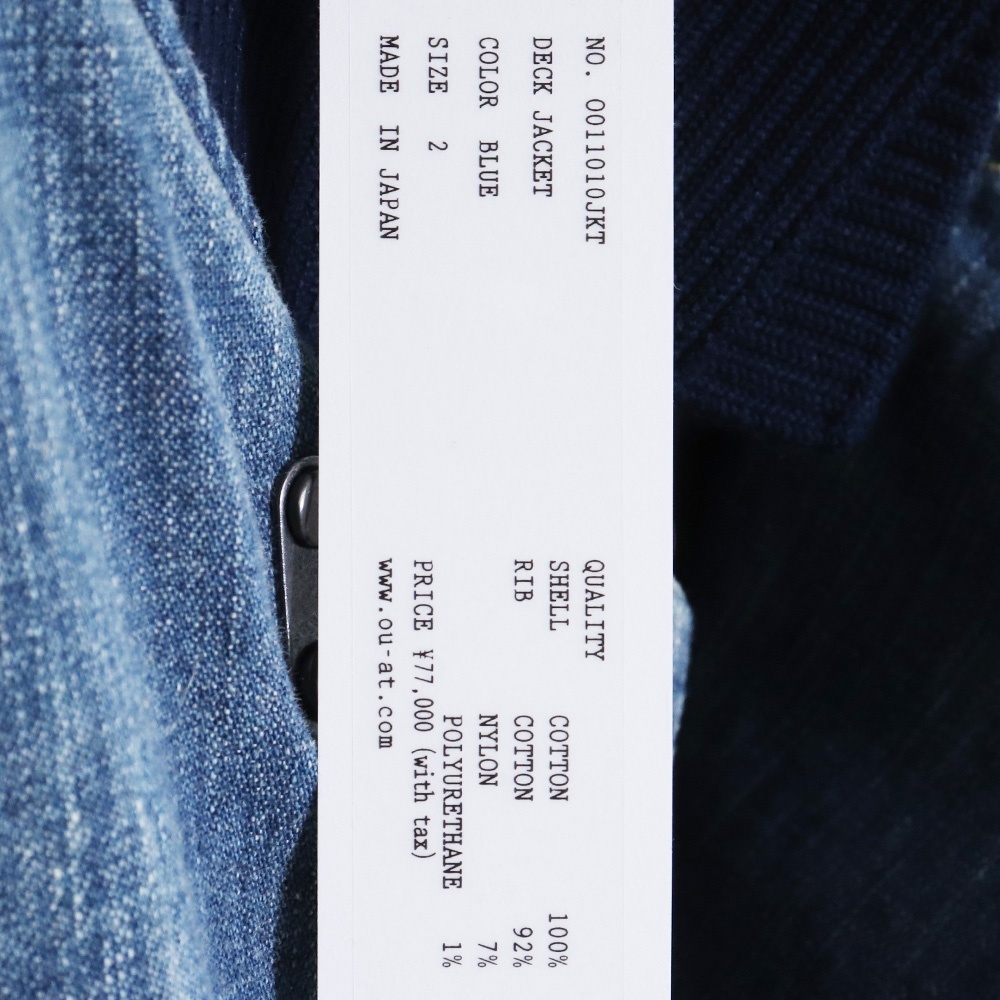 NO. 0011010JKT
DECK JACKET
COLOR BLUE
SIZE 2
MADE IN JAPAN
QUALITY
SHELL COTTON 100%
RIB COTTON 92%
NYLON 7%
POLYURETHANE 1%
PRICE ¥77,000 (with tax)
www.ou-at.com